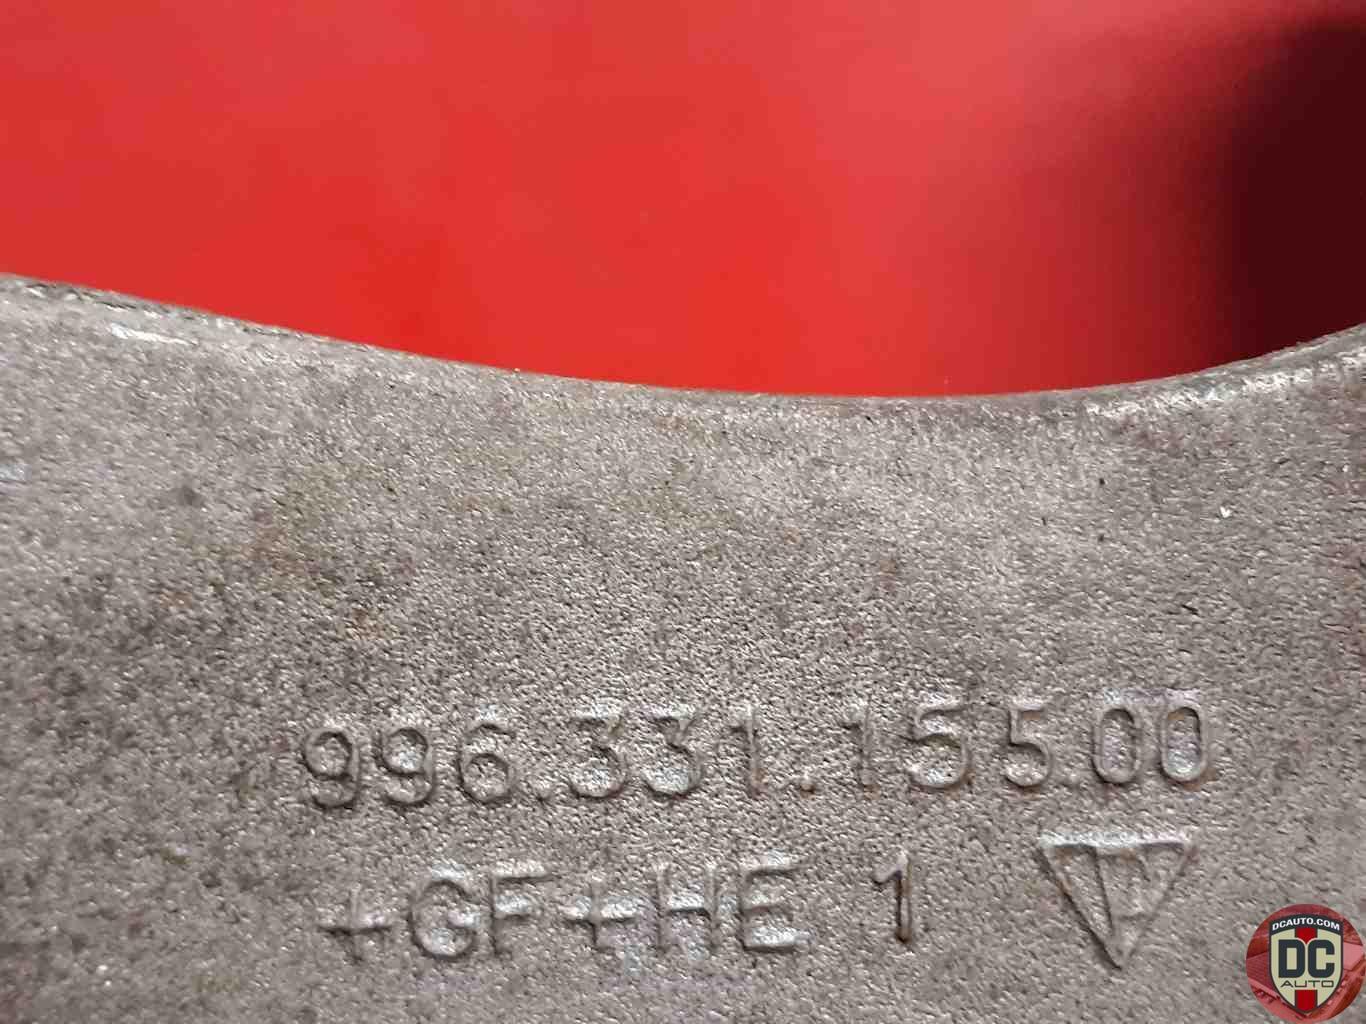 996.331.155.00
+GF+HE 1
DCAUTO.COM
DC
AUTO